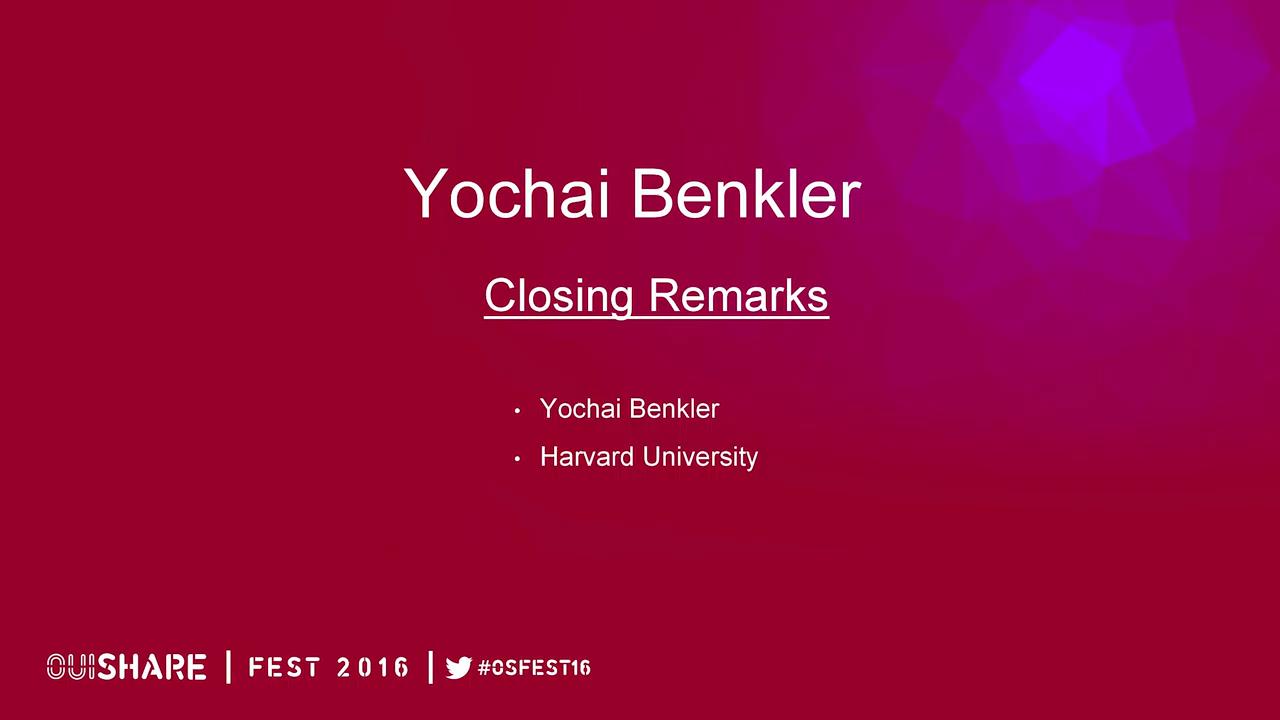 Yochai Benkler
Closing Remarks
• Yochai Benkler
• Harvard University
OUISHARE | FEST 2016 | #OSFEST16